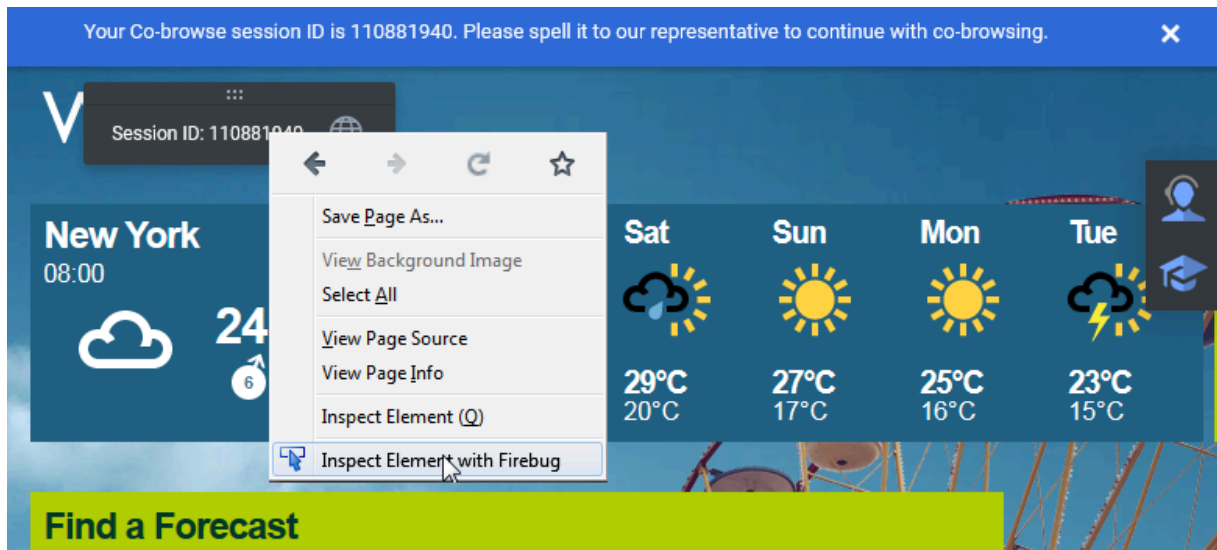 Your Co-browse session ID is 110881940. Please spell it to our representative to continue with co-browsing.
Session ID: 110881940
Save Page As...
View Background Image
Select All
View Page Source
View Page Info
Inspect Element (Q)
Inspect Element with Firebug
New York
08:00
24
6
Sat
29°C
20°C
Sun
27°C
17°C
Mon
25°C
16°C
Tue
23°C
15°C
Find a Forecast